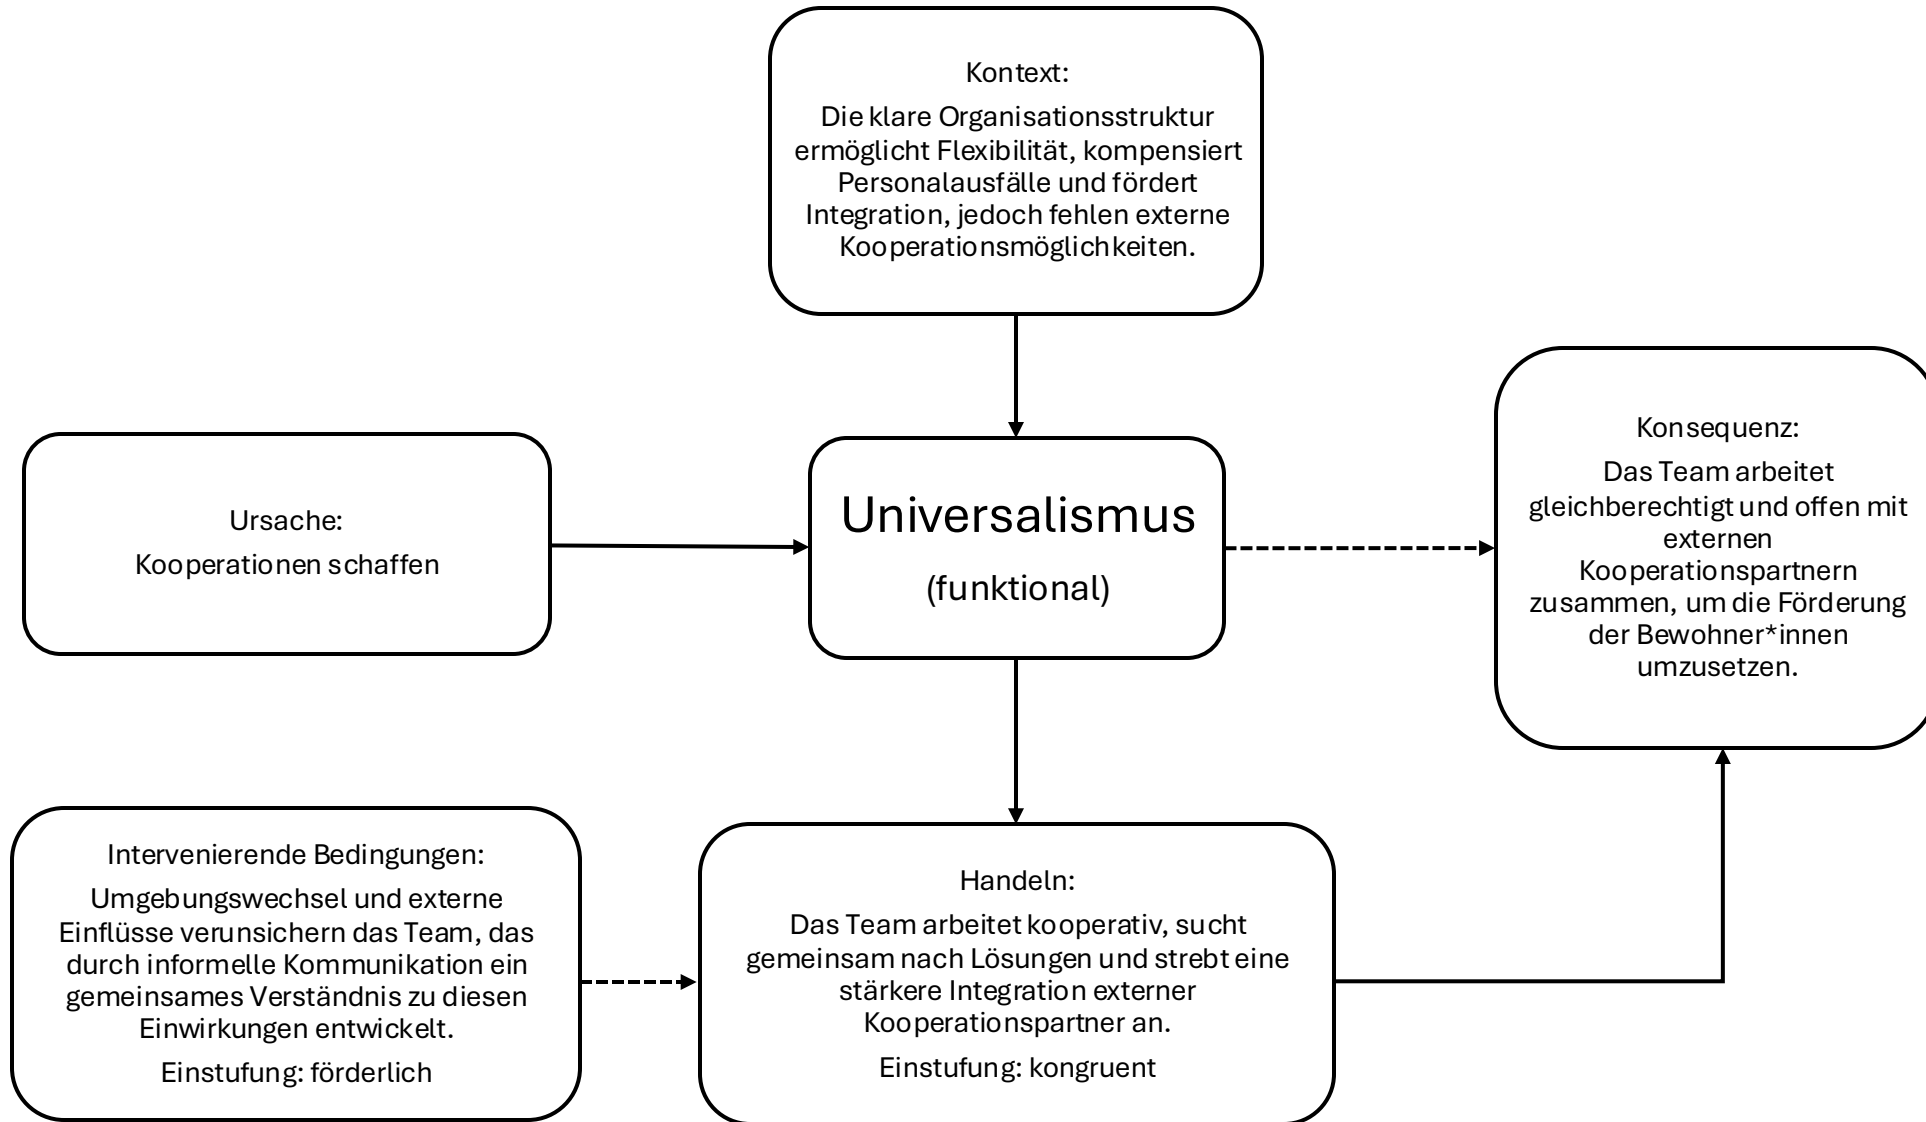 Kontext:
Die klare Organisationsstruktur
ermöglicht Flexibilität, kompensiert
Personalausfälle und fördert
Integration, jedoch fehlen externe
Kooperationsmöglichkeiten.
Ursache:
Kooperationen schaffen
Universalismus
(funktional)
Konsequenz:
Das Team arbeitet
gleichberechtigt und offen mit
externen
Kooperationspartnern
zusammen, um die Förderung
der Bewohner*innen
umzusetzen.
Intervenierende Bedingungen:
Umgebungswechsel und externe
Einflüsse verunsichern das Team, das
durch informelle Kommunikation ein
gemeinsames Verständnis zu diesen
Einwirkungen entwickelt.
Einstufung: förderlich
Handeln:
Das Team arbeitet kooperativ, sucht
gemeinsam nach Lösungen und strebt eine
stärkere Integration externer
Kooperationspartner an.
Einstufung: kongruent